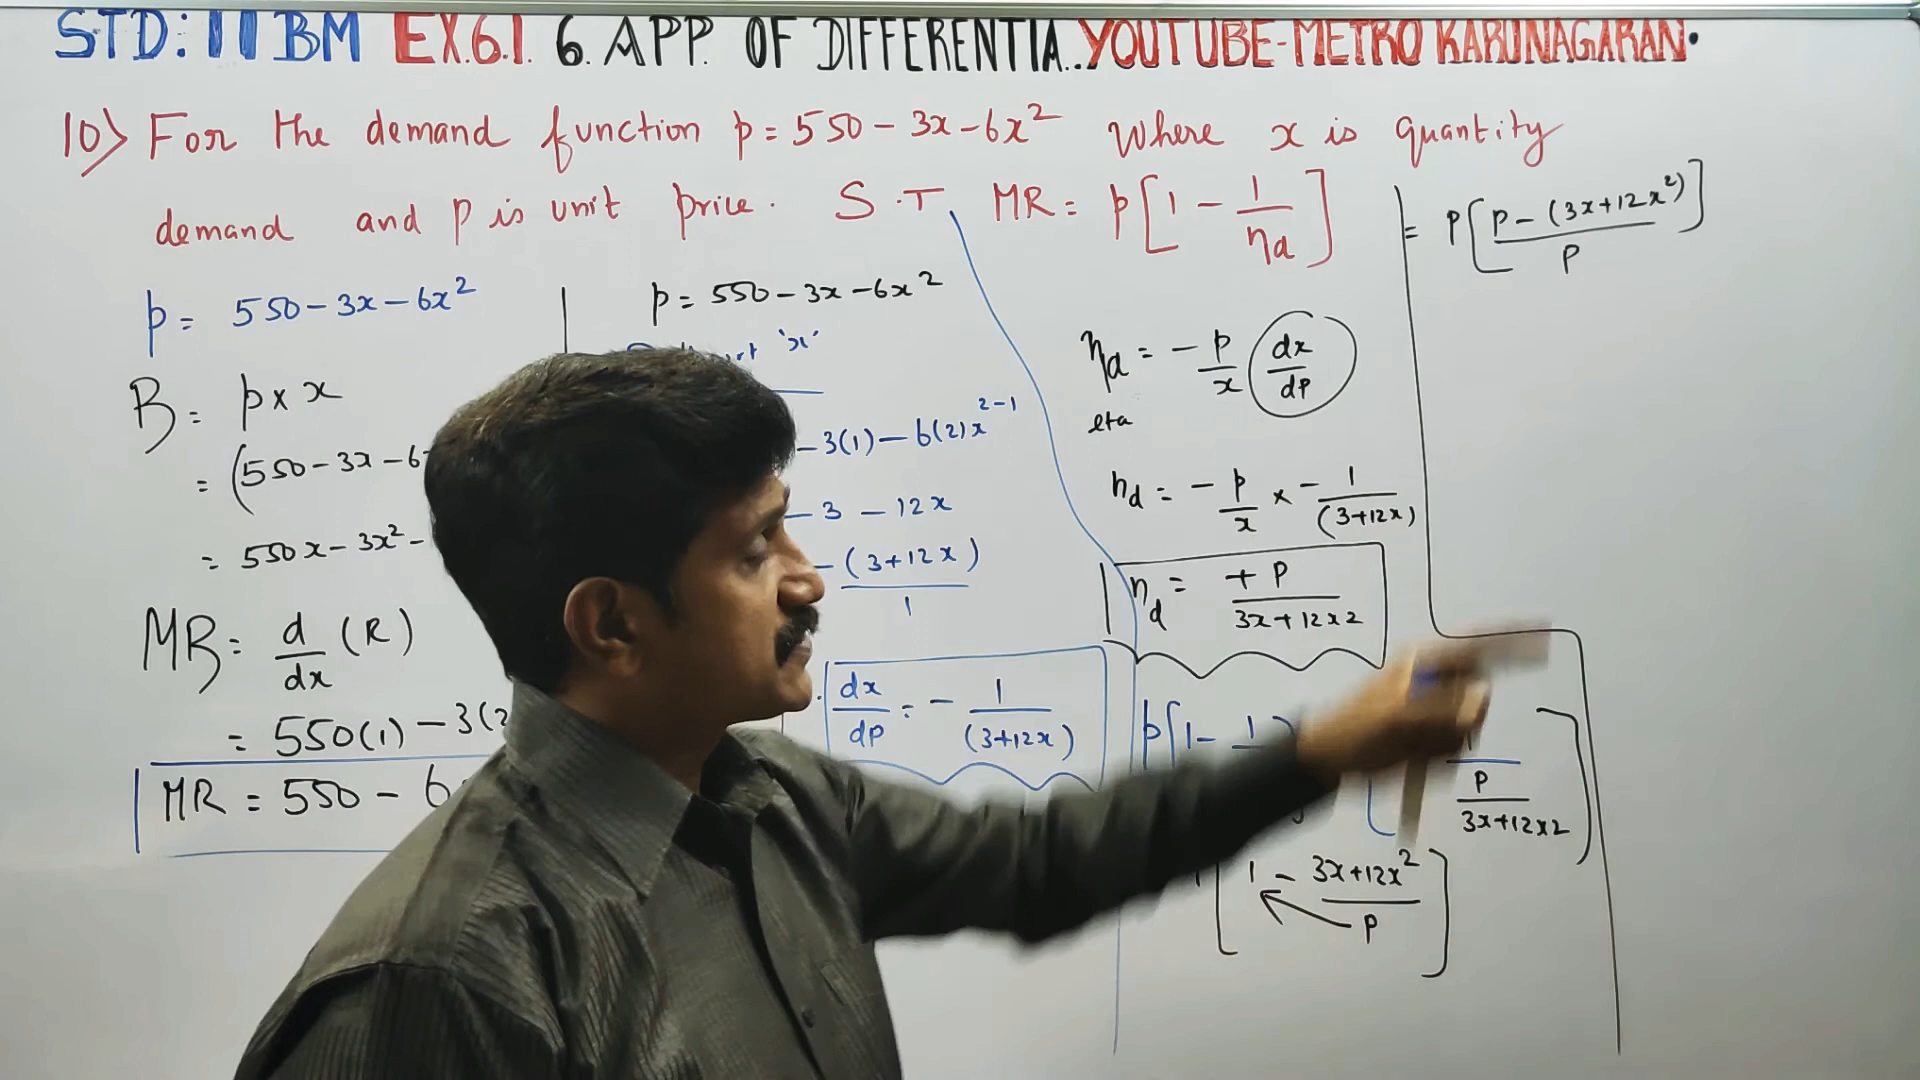 STD: 11 BM EX.6.1. 6. APP. OF DIFFERENTIA.. YOUTUBE-METRO KARUNAGARAN.
10) For the demand function p = 550 - 3x - 6x² where x is quantity
demand and p is unit price. S.T MR = p[1 - 1/ηd]
p = 550 - 3x - 6x²
R = p × x
= (550 - 3x - 6
= 550x - 3x² -
MR = d/dx (R)
= 550(1) - 3(2
MR = 550 - 6
p = 550 - 3x - 6x²
'x'
- 3(1) - 6(2)x²⁻¹
- 3 - 12x
- (3+12x)/1
dx/dp = - 1/(3+12x)
ηd = - p/x (dx/dp)
eta
ηd = - p/x × - 1/(3+12x)
ηd = + P/3x+12x2
p[1 - 1
P/3x+12x2
[1 - 3x+12x²/P]
= P[P - (3x+12x²)/P]